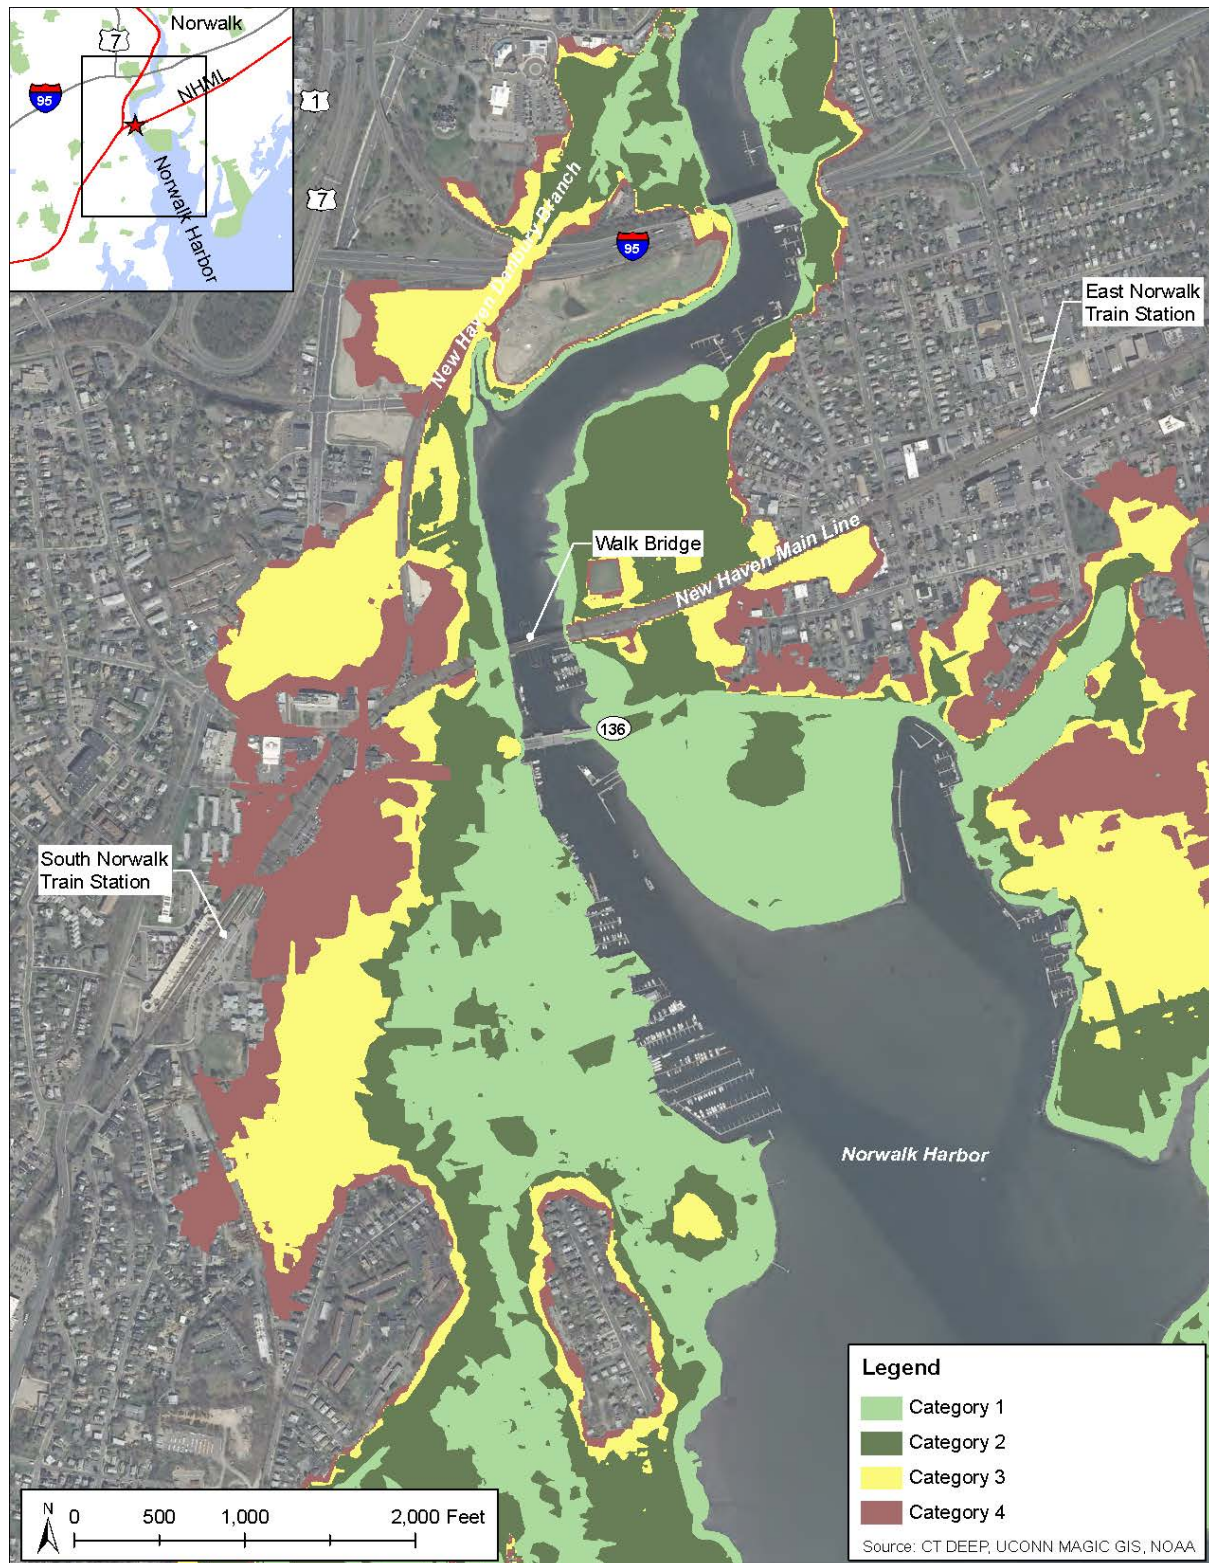 Norwalk
7
NHML
95
Norwalk Harbor
1
7
New Haven Danbury Branch
95
East Norwalk
Train Station
Walk Bridge
New Haven Main Line
136
South Norwalk
Train Station
Norwalk Harbor
Legend
Category 1
Category 2
Category 3
Category 4
Source: CT DEEP, UCONN MAGIC GIS, NOAA
N
0 500 1,000 2,000 Feet